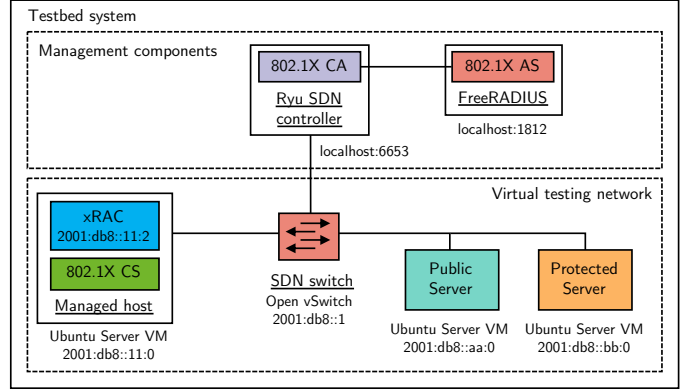 Testbed system
Management components
802.1X CA
Ryu SDN
controller
802.1X AS
FreeRADIUS
localhost:1812
localhost:6653
Virtual testing network
xRAC
2001:db8::11:2
802.1X CS
Managed host
Ubuntu Server VM
2001:db8::11:0
SDN switch
Open vSwitch
2001:db8::1
Public
Server
Ubuntu Server VM
2001:db8::aa:0
Protected
Server
Ubuntu Server VM
2001:db8::bb:0